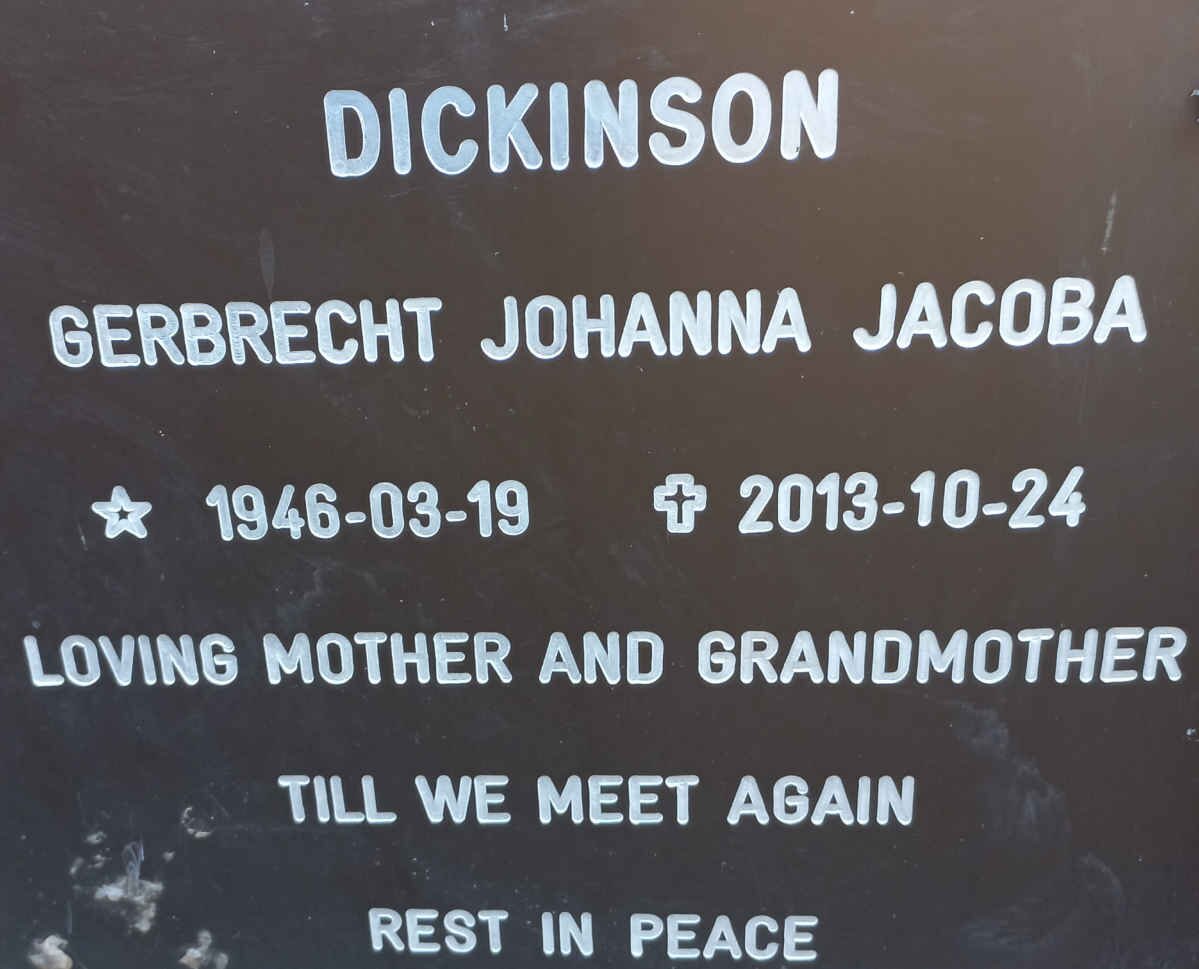 DICKINSON
GERBRECHT JOHANNA JACOBA
☆ 1946-03-19 ✞ 2013-10-24
LOVING MOTHER AND GRANDMOTHER
TILL WE MEET AGAIN
REST IN PEACE